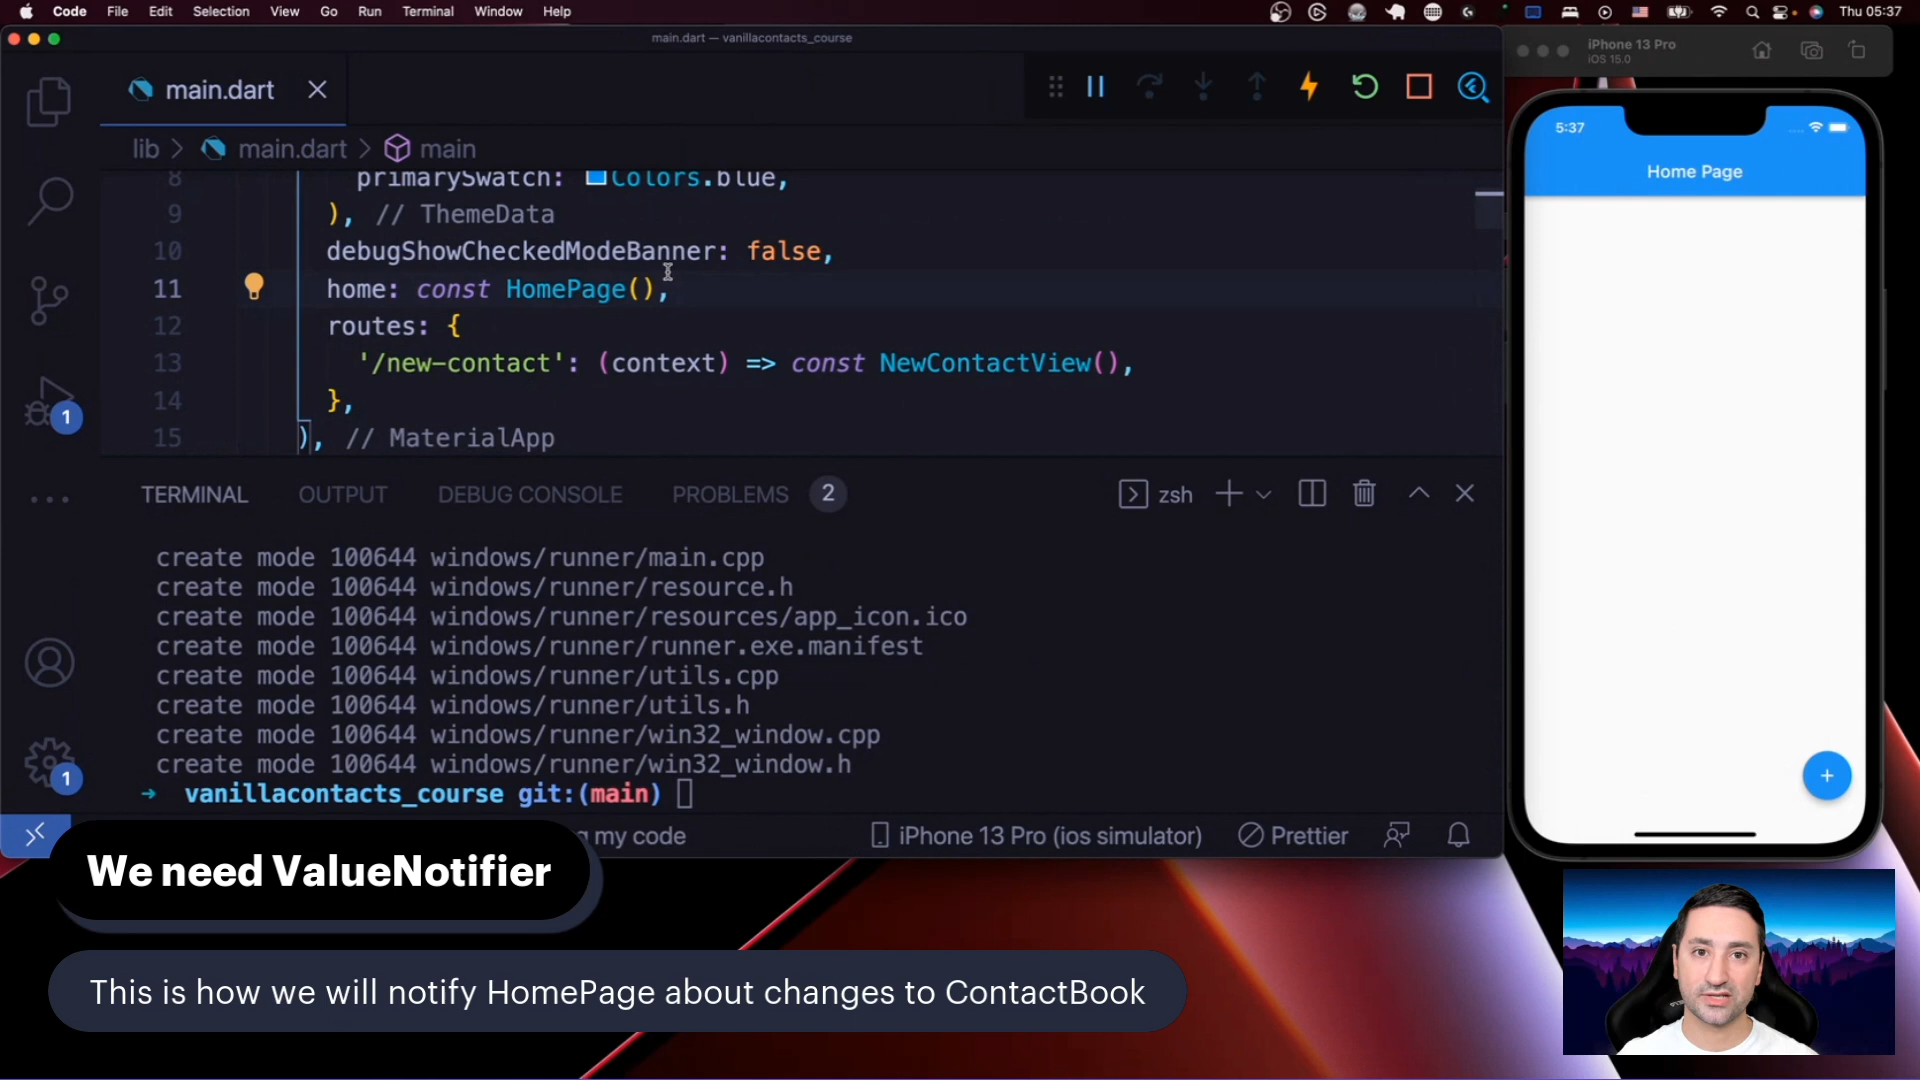 Code File Edit Selection View Go Run Terminal Window Help Thu 05:37
main.dart — vanillacontacts_course
main.dart
lib > main.dart > main
8 primarySwatch: Colors.blue,
9 ), // ThemeData
10 debugShowCheckedModeBanner: false,
11 home: const HomePage(),
12 routes: {
13 '/new-contact': (context) => const NewContactView(),
14 },
15 ), // MaterialApp
1
TERMINAL OUTPUT DEBUG CONSOLE PROBLEMS 2 zsh
create mode 100644 windows/runner/main.cpp
create mode 100644 windows/runner/resource.h
create mode 100644 windows/runner/resources/app_icon.ico
create mode 100644 windows/runner/runner.exe.manifest
create mode 100644 windows/runner/utils.cpp
create mode 100644 windows/runner/utils.h
create mode 100644 windows/runner/win32_window.cpp
create mode 100644 windows/runner/win32_window.h
→ vanillacontacts_course git:(main)
1
g my code iPhone 13 Pro (ios simulator) Prettier
iPhone 13 Pro
iOS 15.0
5:37
Home Page
We need ValueNotifier
This is how we will notify HomePage about changes to ContactBook